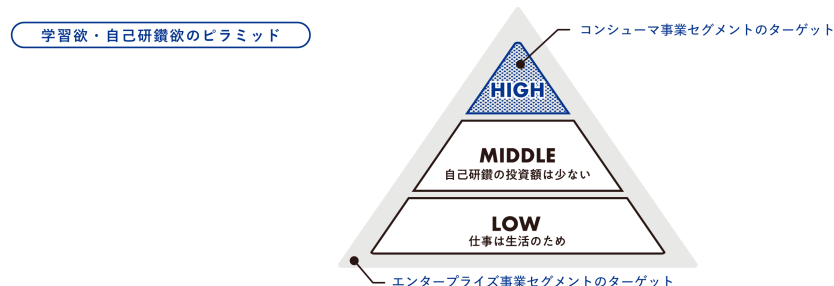 学習欲・自己研鑽欲のピラミッド
コンシューマ事業セグメントのターゲット
HIGH
MIDDLE
自己研鑽の投資額は少ない
LOW
仕事は生活のため
エンタープライズ事業セグメントのターゲット